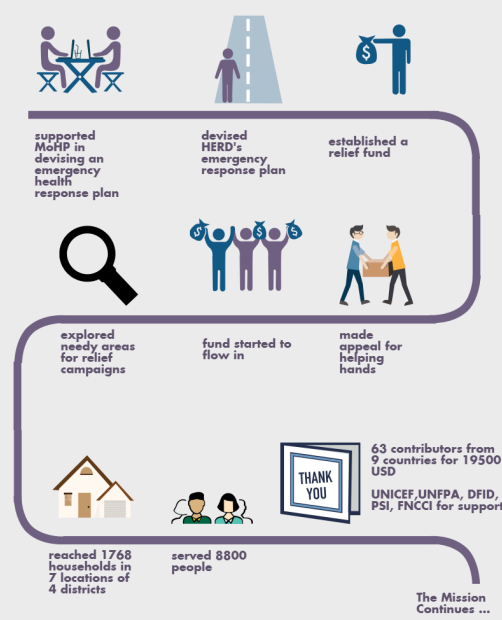 supported
MoHP in
devising an
emergency
health
response plan
devised
HERD's
emergency
response plan
established a
relief fund
explored
needy areas
for relief
campaigns
fund started to
flow in
made
appeal for
helping
hands
THANK
YOU
63 contributors from
9 countries for 19500
USD
UNICEF,UNFPA, DFID,
PSI, FNCCI for support
reached 1768
households in
7 locations of
4 districts
served 8800
people
The Mission
Continues ...